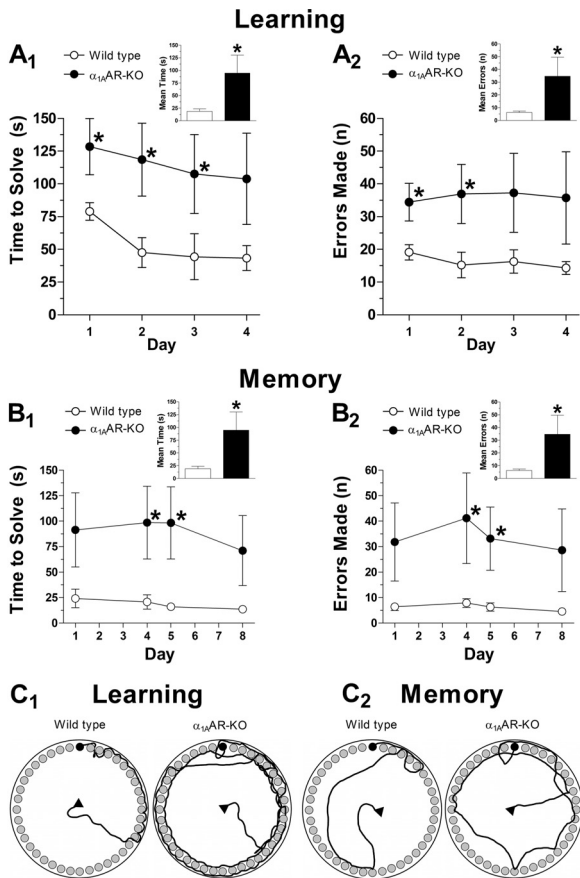 Learning
A1
Wild type
α1AAR-KO
Mean Time (s)
150
125
100
75
50
25
0
*
Time to Solve (s)
150
125
100
75
50
25
0
* * *
1 2 3 4
Day
A2
Wild type
α1AAR-KO
Mean Errors (n)
60
50
40
30
20
10
0
*
Errors Made (n)
60
50
40
30
20
10
0
* *
1 2 3 4
Day
Memory
B1
Wild type
α1AAR-KO
Mean Time (s)
150
125
100
75
50
25
0
*
Time to Solve (s)
150
125
100
75
50
25
0
* *
1 2 3 4 5 6 7 8
Day
B2
Wild type
α1AAR-KO
Mean Errors (n)
60
50
40
30
20
10
0
*
Errors Made (n)
60
50
40
30
20
10
0
* *
1 2 3 4 5 6 7 8
Day
C1 Learning
Wild type
α1AAR-KO
C2 Memory
Wild type
α1AAR-KO